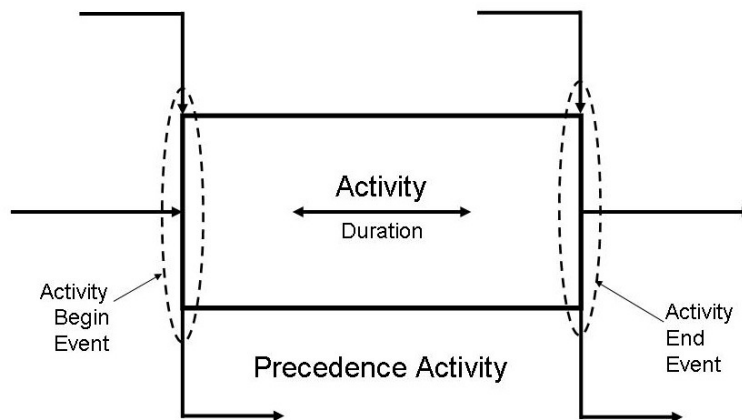 Activity
Duration
Activity
Begin
Event
Activity
End
Event
Precedence Activity